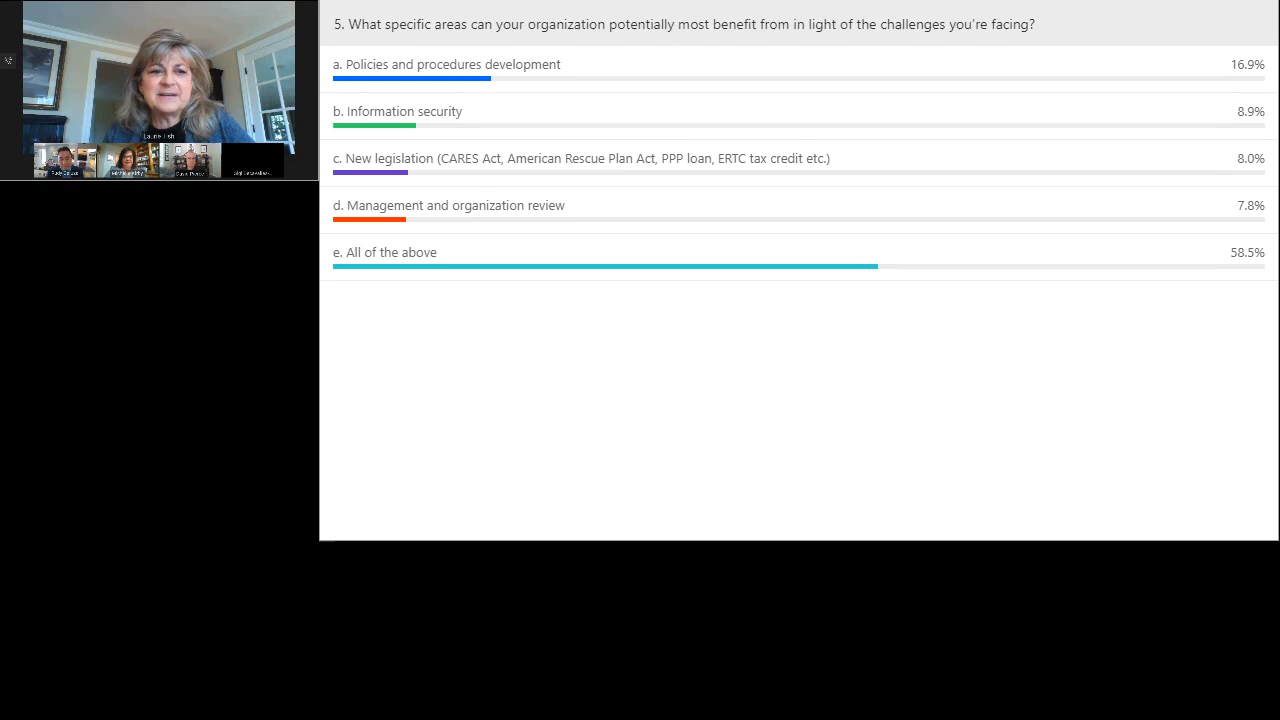 5. What specific areas can your organization potentially most benefit from in light of the challenges you're facing?
a. Policies and procedures development 16.9%
b. Information security 8.9%
c. New legislation (CARES Act, American Rescue Plan Act, PPP loan, ERTC tax credit etc.) 8.0%
d. Management and organization review 7.8%
e. All of the above 58.5%
Laurie
David Pierce